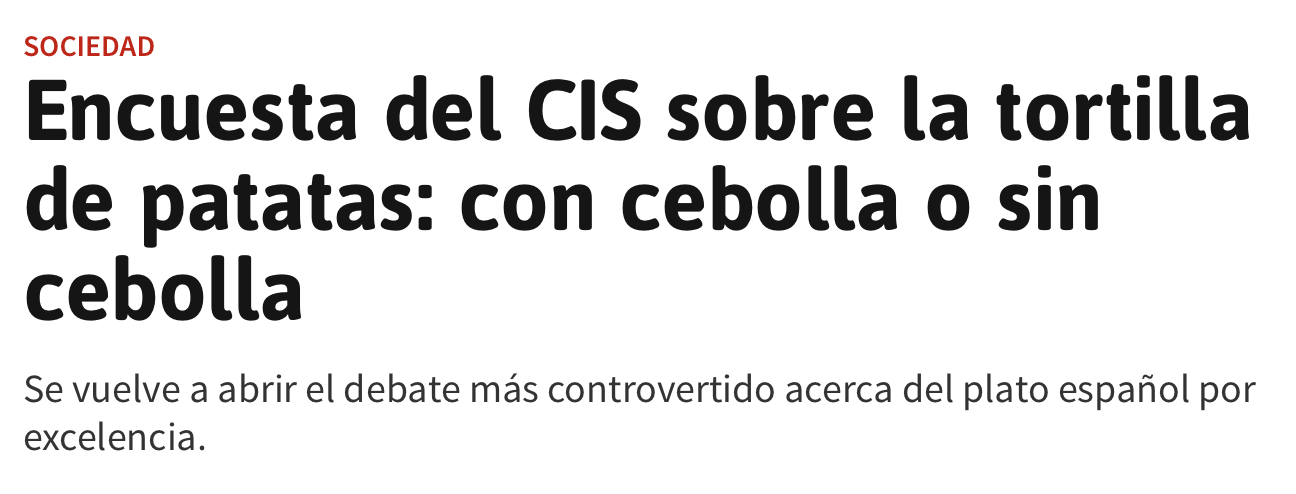 SOCIEDAD
Encuesta del CIS sobre la tortilla
de patatas: con cebolla o sin
cebolla
Se vuelve a abrir el debate más controvertido acerca del plato español por
excelencia.